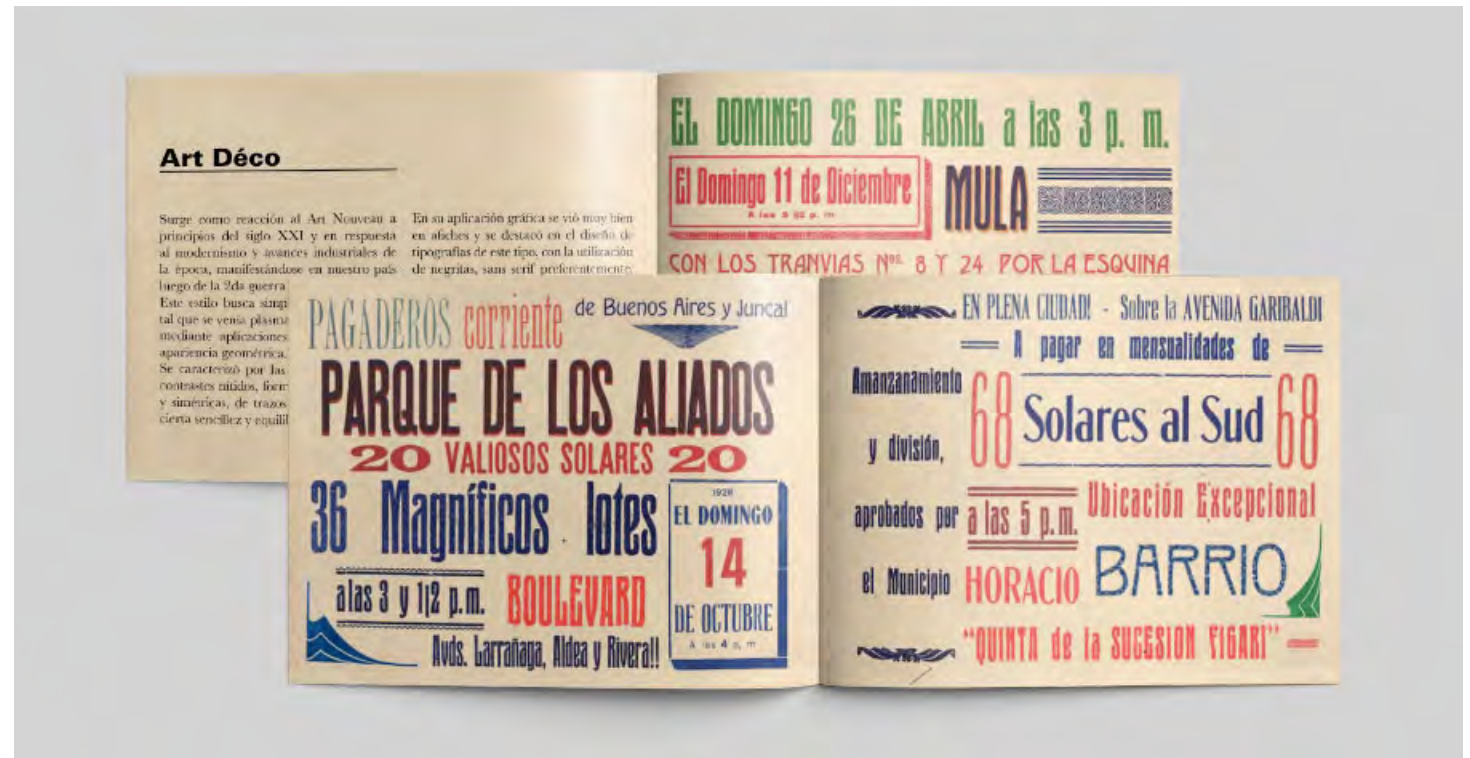 Art Déco
Surge como reacción al Art Nouveau a
principios del siglo XXI y en respuesta
al modernismo y avances industriales de
la época, manifestándose en nuestro país
luego de la 2da guerra
Este estilo busca
tal que se venía
mediante aplicaciones
apariencia geométrica,
Se caracterizó por las
contrastes nítidos,
y simétricas, de trazos
cierta sencillez y
En su aplicación gráfica se vió muy bien
en afiches y se destacó en el diseño de
tipografías de este tipo, con la utilización
de negritas, sans serif preferentemente,
EL DOMINGO 26 DE ABRIL a las 3 p. m.
El Domingo 11 de Diciembre
A las 3 1|2 p. m
MULA
CON LOS TRANVIAS Nos. 8 Y 24 POR LA ESQUINA
PAGADEROS corriente de Buenos Aires y Juncal
PARQUE DE LOS ALIADOS
20 VALIOSOS SOLARES 20
36 Magníficos lotes
a las 3 y 1|2 p.m. BOULEVARD
Avds. Larrañaga, Aldea y Rivera!!
1928
EL DOMINGO
14
DE OCTUBRE
A las 4 p. m
EN PLENA CIUDAD! - Sobre la AVENIDA GARIBALDI
A pagar en mensualidades de
Amanzanamiento
y división,
aprobados por
el Municipio
68 Solares al Sud 68
a las 5 p.m. Ubicación Excepcional
HORACIO BARRIO
“QUINTA de la SUCESION FIGARI”